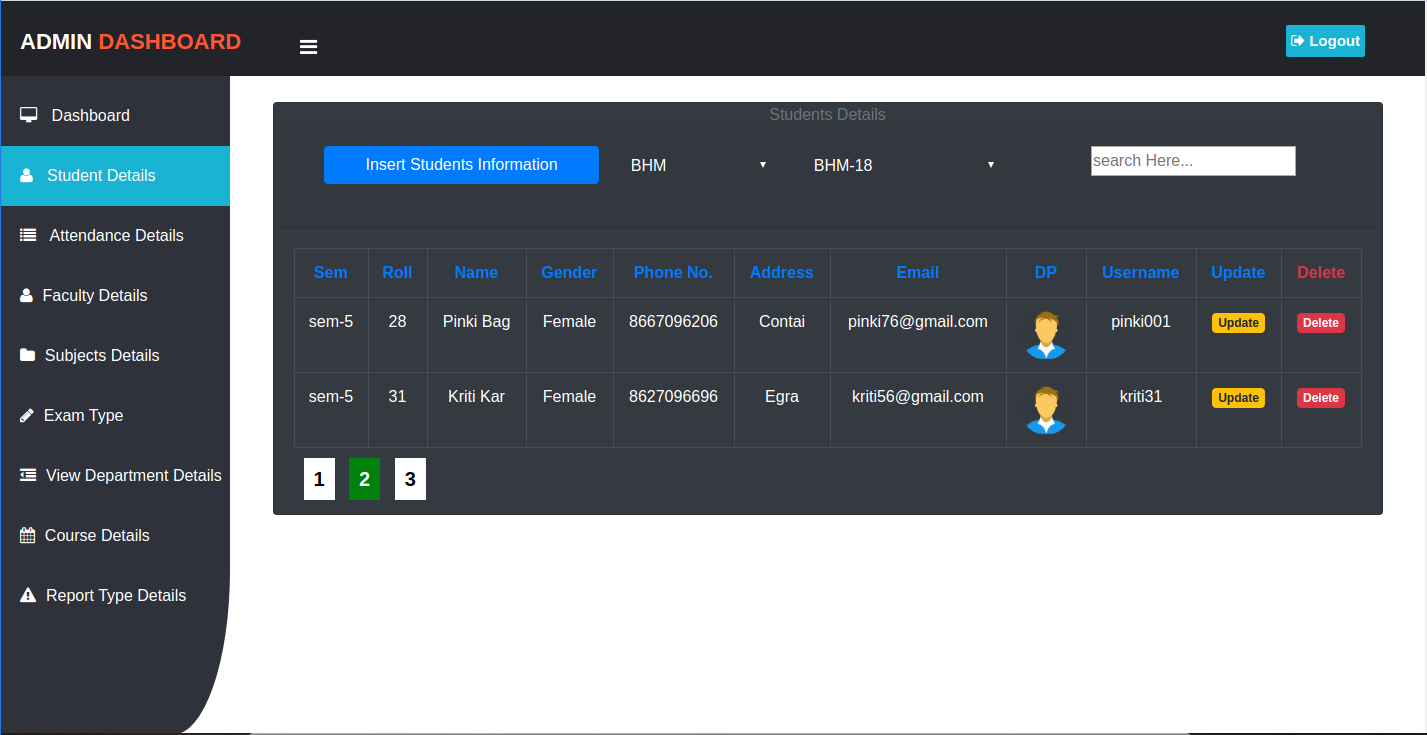 ADMIN DASHBOARD
Logout
Dashboard
Student Details
Attendance Details
Faculty Details
Subjects Details
Exam Type
View Department Details
Course Details
Report Type Details
Students Details
Insert Students Information BHM BHM-18 search Here...
Sem Roll Name Gender Phone No. Address Email DP Username Update Delete
sem-5 28 Pinki Bag Female 8667096206 Contai pinki76@gmail.com pinki001 Update Delete
sem-5 31 Kriti Kar Female 8627096696 Egra kriti56@gmail.com kriti31 Update Delete
1 2 3